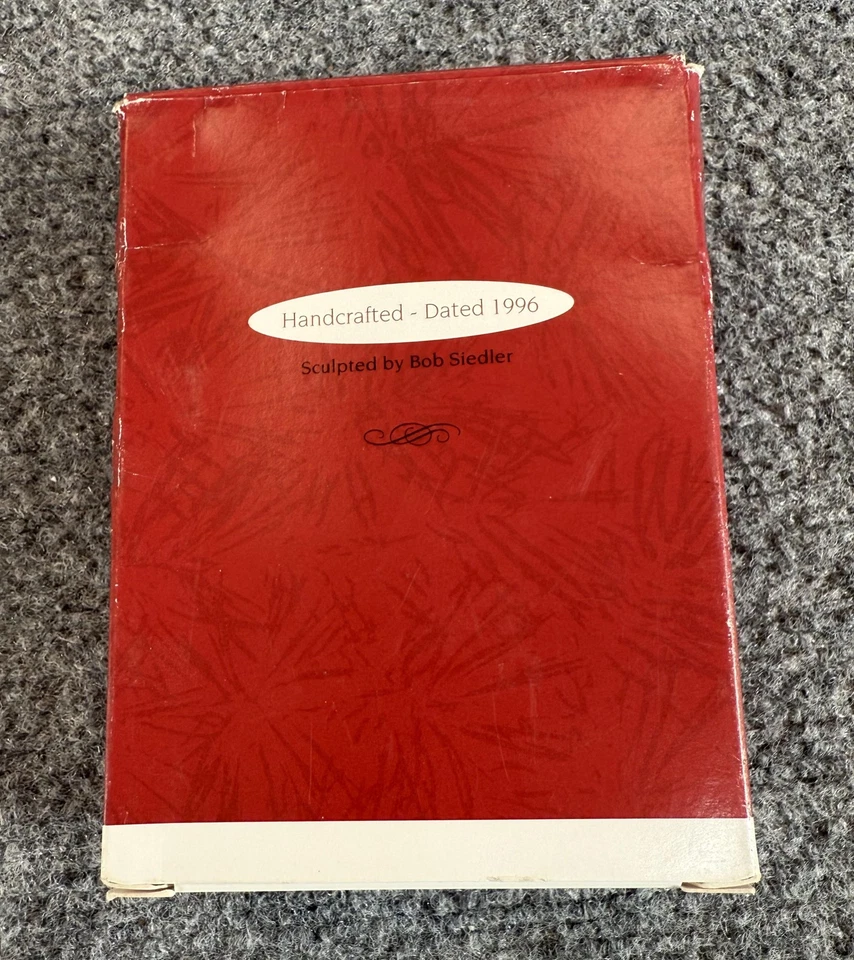 Handcrafted - Dated 1996
Sculpted by Bob Siedler